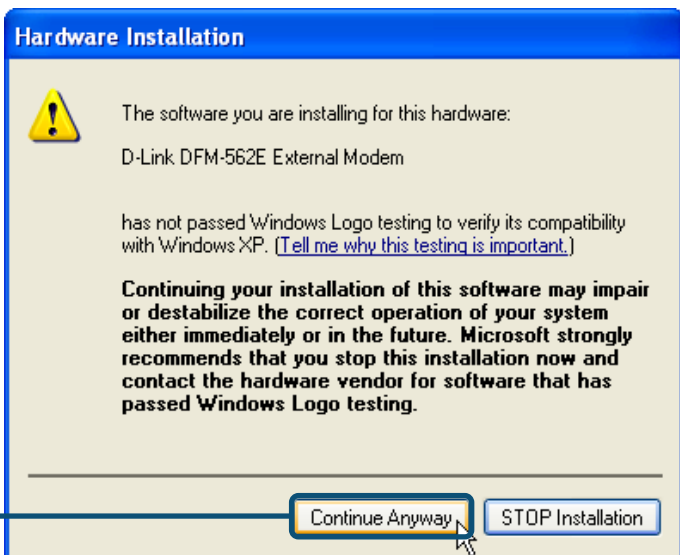 Hardware Installation
The software you are installing for this hardware:
D-Link DFM-562E External Modem
has not passed Windows Logo testing to verify its compatibility
with Windows XP. (Tell me why this testing is important.)
Continuing your installation of this software may impair
or destabilize the correct operation of your system
either immediately or in the future. Microsoft strongly
recommends that you stop this installation now and
contact the hardware vendor for software that has
passed Windows Logo testing.
Continue Anyway STOP Installation